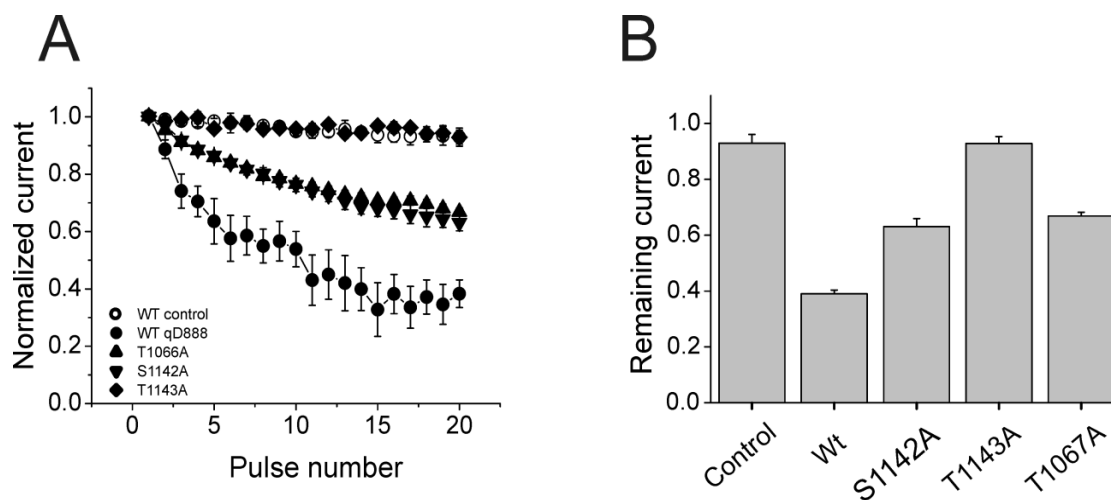 A
Normalized current
1.0
0.8
0.6
0.4
0.2
0.0
WT control
WT qD888
T1066A
S1142A
T1143A
0
5
10
15
20
Pulse number
B
Remaining current
1.0
0.8
0.6
0.4
0.2
0.0
Control
Wt
S1142A
T1143A
T1067A